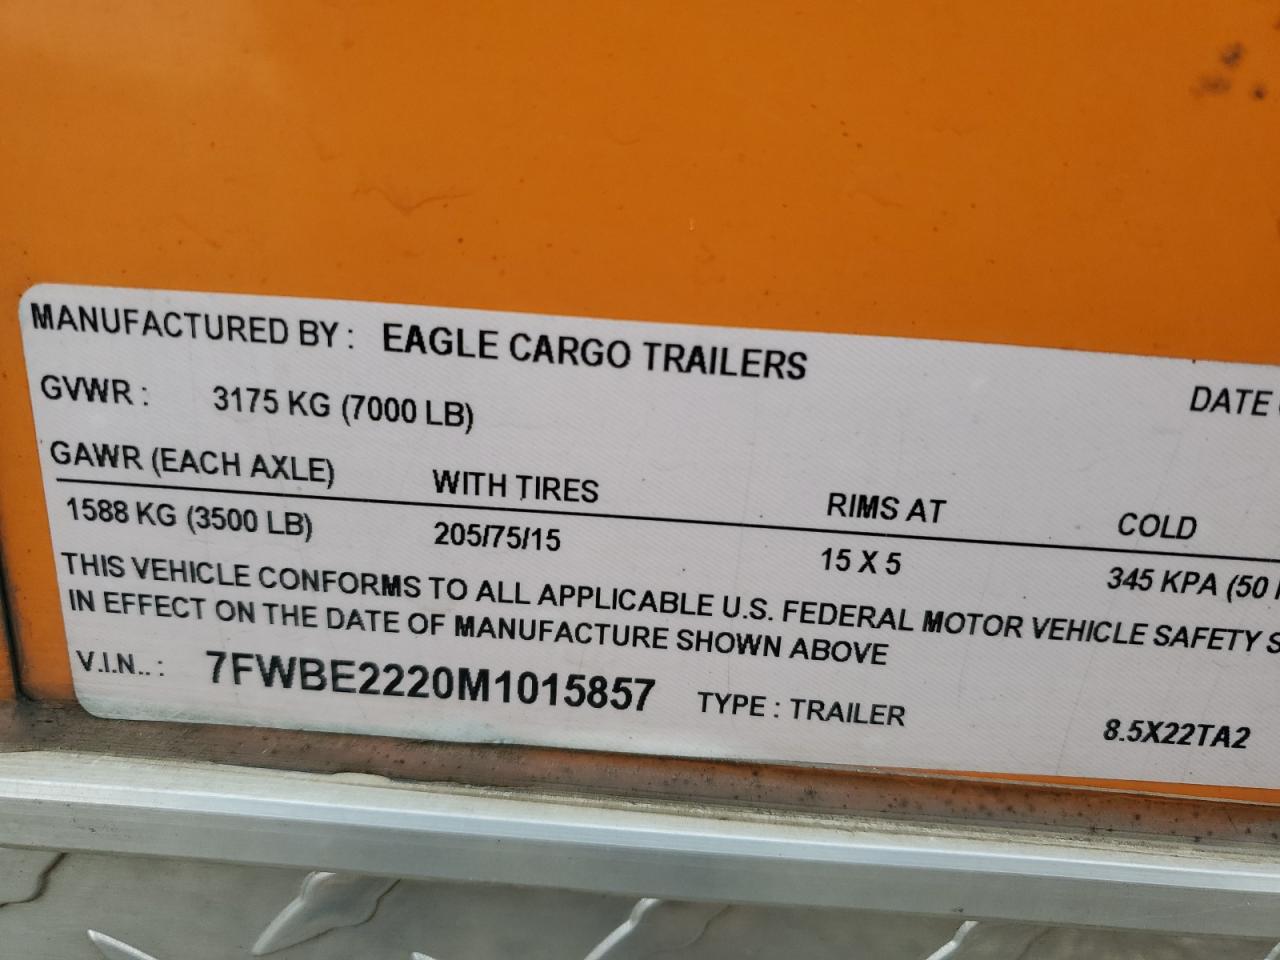 MANUFACTURED BY : EAGLE CARGO TRAILERS
GVWR : 3175 KG (7000 LB) DATE
GAWR (EACH AXLE) WITH TIRES RIMS AT COLD
1588 KG (3500 LB) 205/75/15 15 X 5 345 KPA (50
THIS VEHICLE CONFORMS TO ALL APPLICABLE U.S. FEDERAL MOTOR VEHICLE SAFETY S
IN EFFECT ON THE DATE OF MANUFACTURE SHOWN ABOVE
V.I.N.. : 7FWBE2220M1015857 TYPE : TRAILER 8.5X22TA2